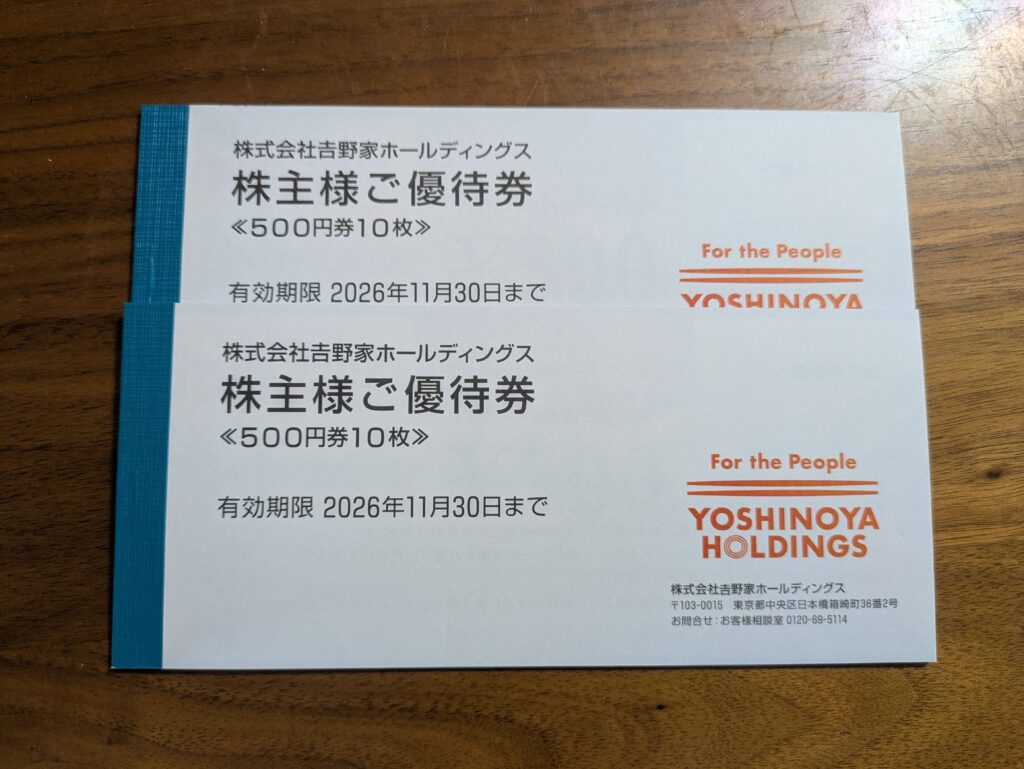 株式会社𠮷野家ホールディングス
株主様ご優待券
≪500円券10枚≫
有効期限 2026年11月30日まで
For the People
YOSHINOYA
株式会社𠮷野家ホールディングス
株主様ご優待券
≪500円券10枚≫
有効期限 2026年11月30日まで
For the People
YOSHINOYA
HOLDINGS
株式会社𠮷野家ホールディングス
〒103-0015 東京都中央区日本橋箱崎町36番2号
お問合せ：お客様相談室 0120-69-5114